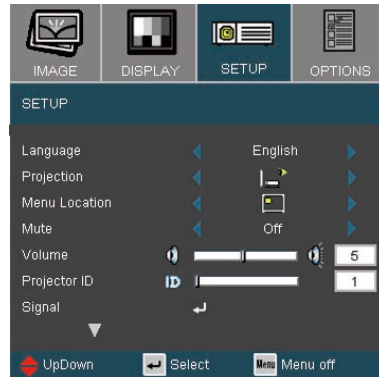 IMAGE DISPLAY SETUP OPTIONS
SETUP
Language English
Projection
Menu Location
Mute Off
Volume 5
Projector ID ID 1
Signal
UpDown Select Menu Menu off